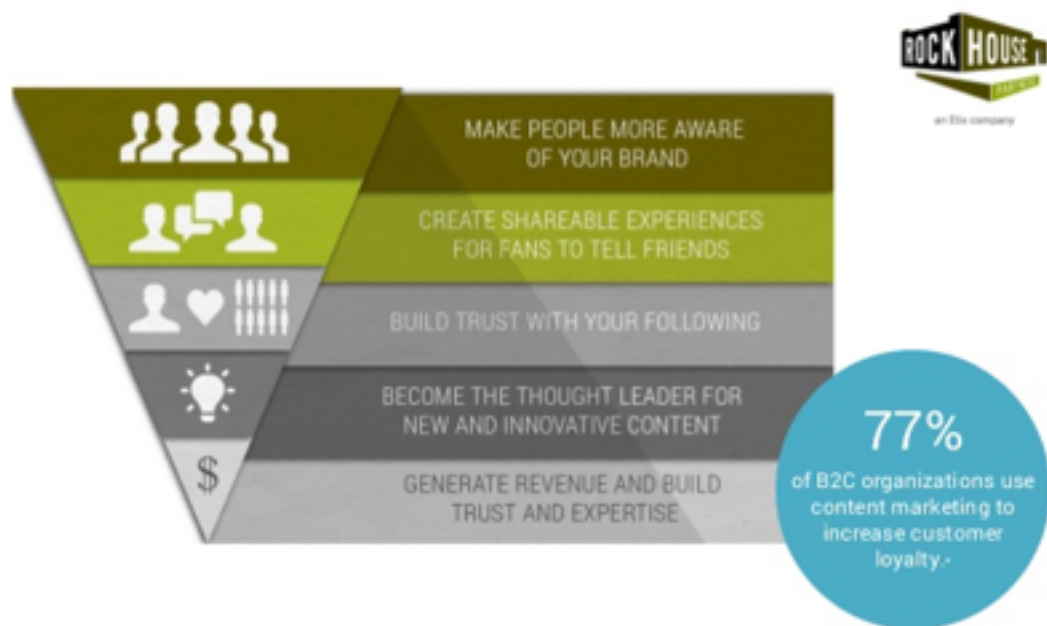 ROCK HOUSE
PARTNERS
an Etix company
MAKE PEOPLE MORE AWARE
OF YOUR BRAND
CREATE SHAREABLE EXPERIENCES
FOR FANS TO TELL FRIENDS
BUILD TRUST WITH YOUR FOLLOWING
BECOME THE THOUGHT LEADER FOR
NEW AND INNOVATIVE CONTENT
$
GENERATE REVENUE AND BUILD
TRUST AND EXPERTISE
77%
of B2C organizations use
content marketing to
increase customer
loyalty.-